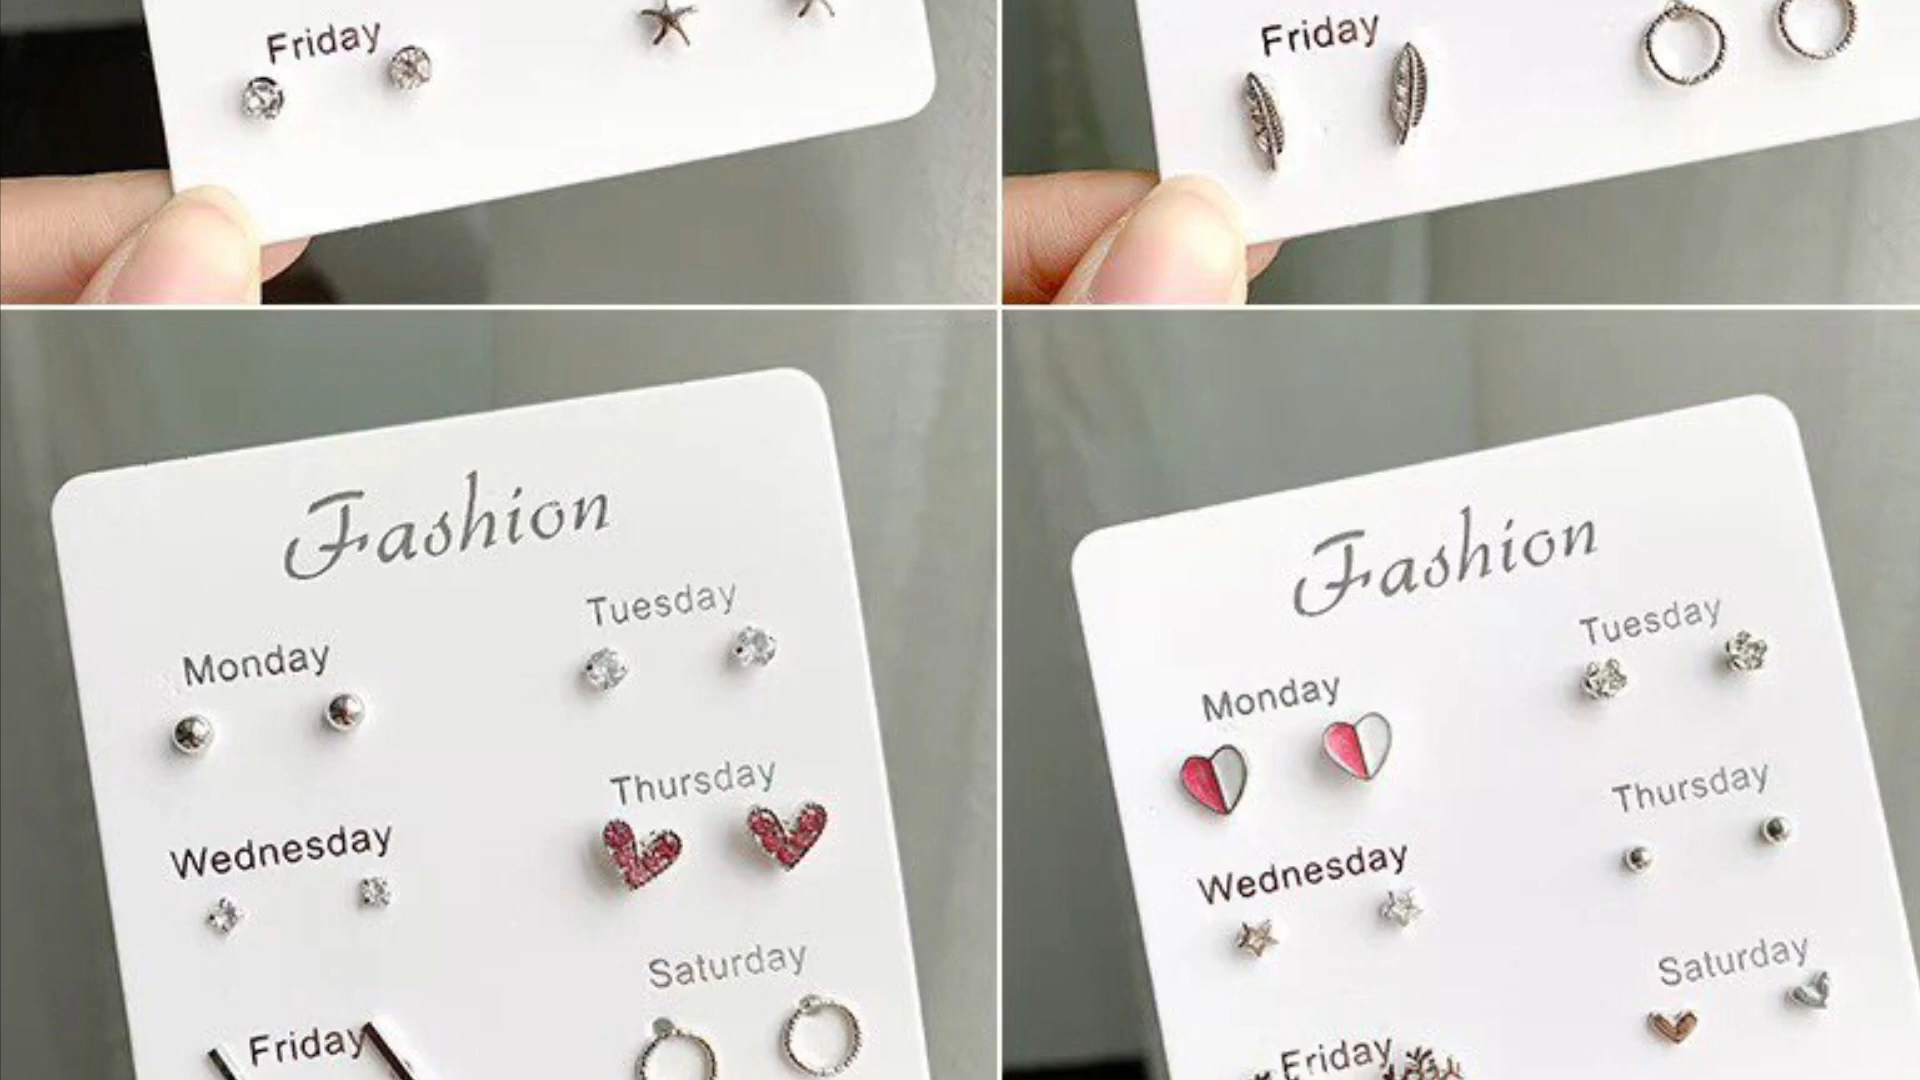 Friday
Friday
Fashion
Tuesday
Monday
Thursday
Wednesday
Saturday
Friday
Fashion
Tuesday
Monday
Thursday
Wednesday
Saturday
Friday